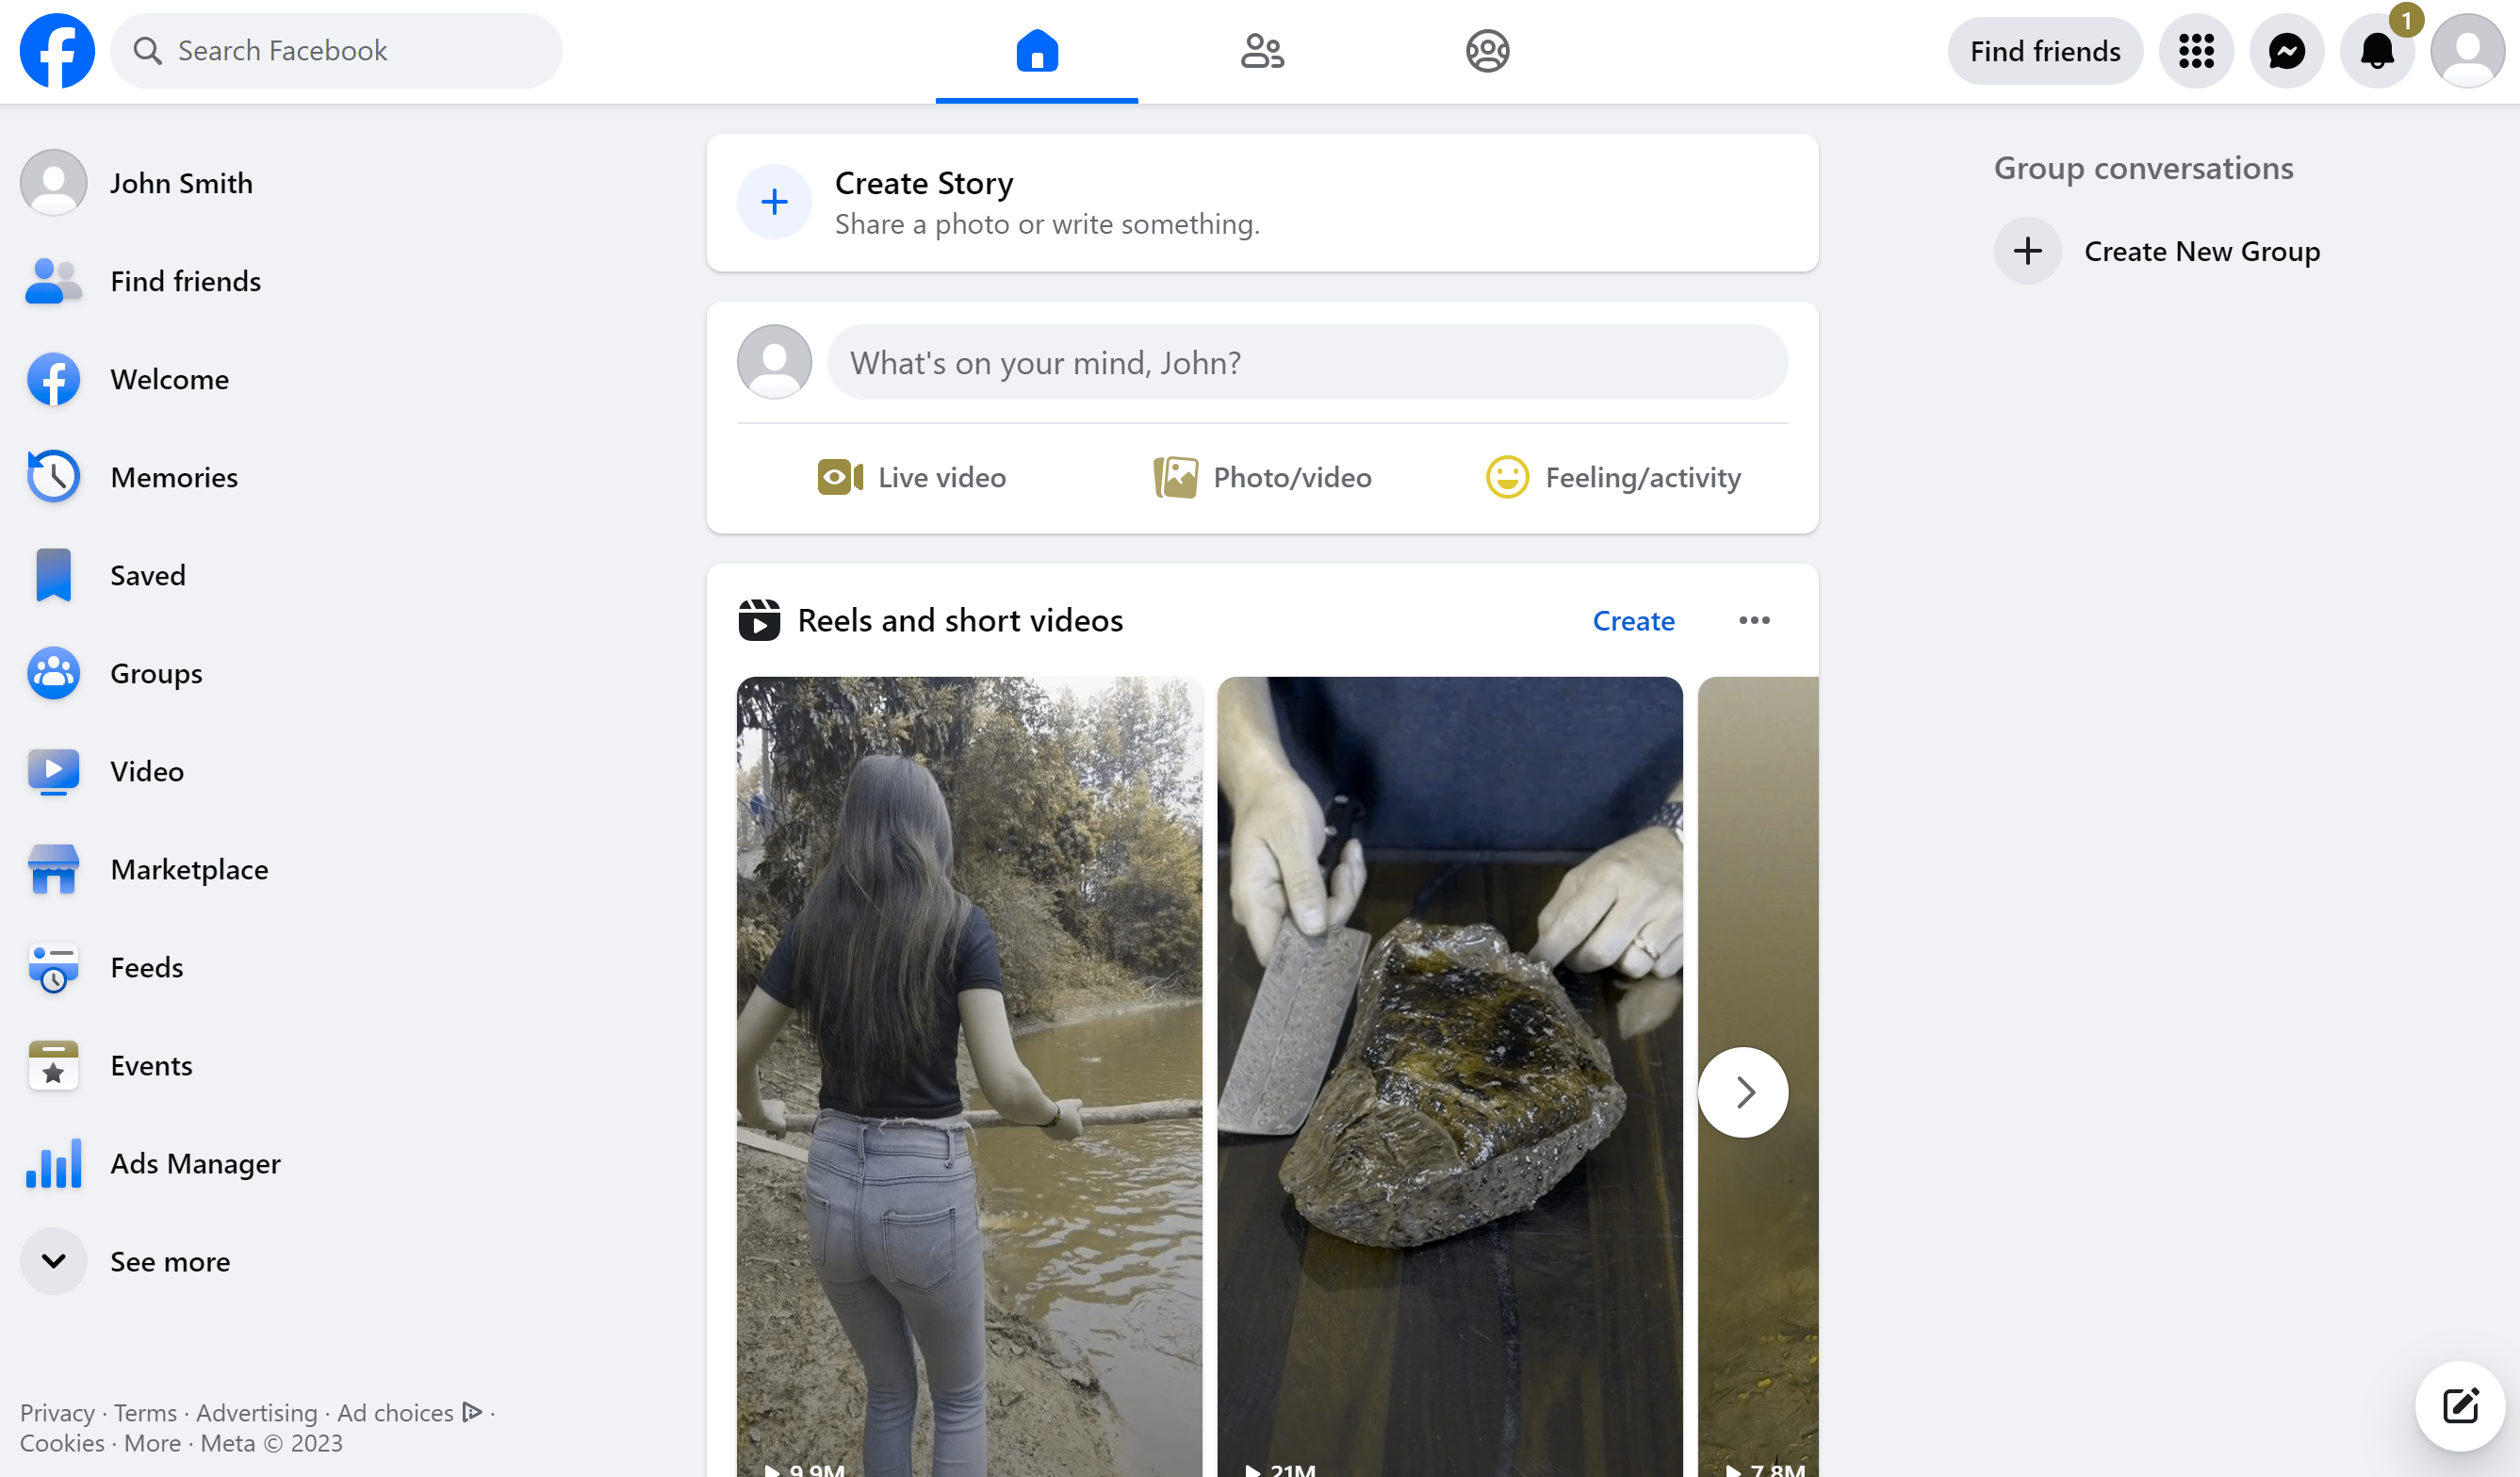 Search Facebook
Find friends
1
John Smith
Find friends
Welcome
Memories
Saved
Groups
Video
Marketplace
Feeds
Events
Ads Manager
See more
Privacy · Terms · Advertising · Ad choices ·
Cookies · More · Meta © 2023
Create Story
Share a photo or write something.
What's on your mind, John?
Live video
Photo/video
Feeling/activity
Reels and short videos
Create
9.9M
21M
7.8M
Group conversations
Create New Group